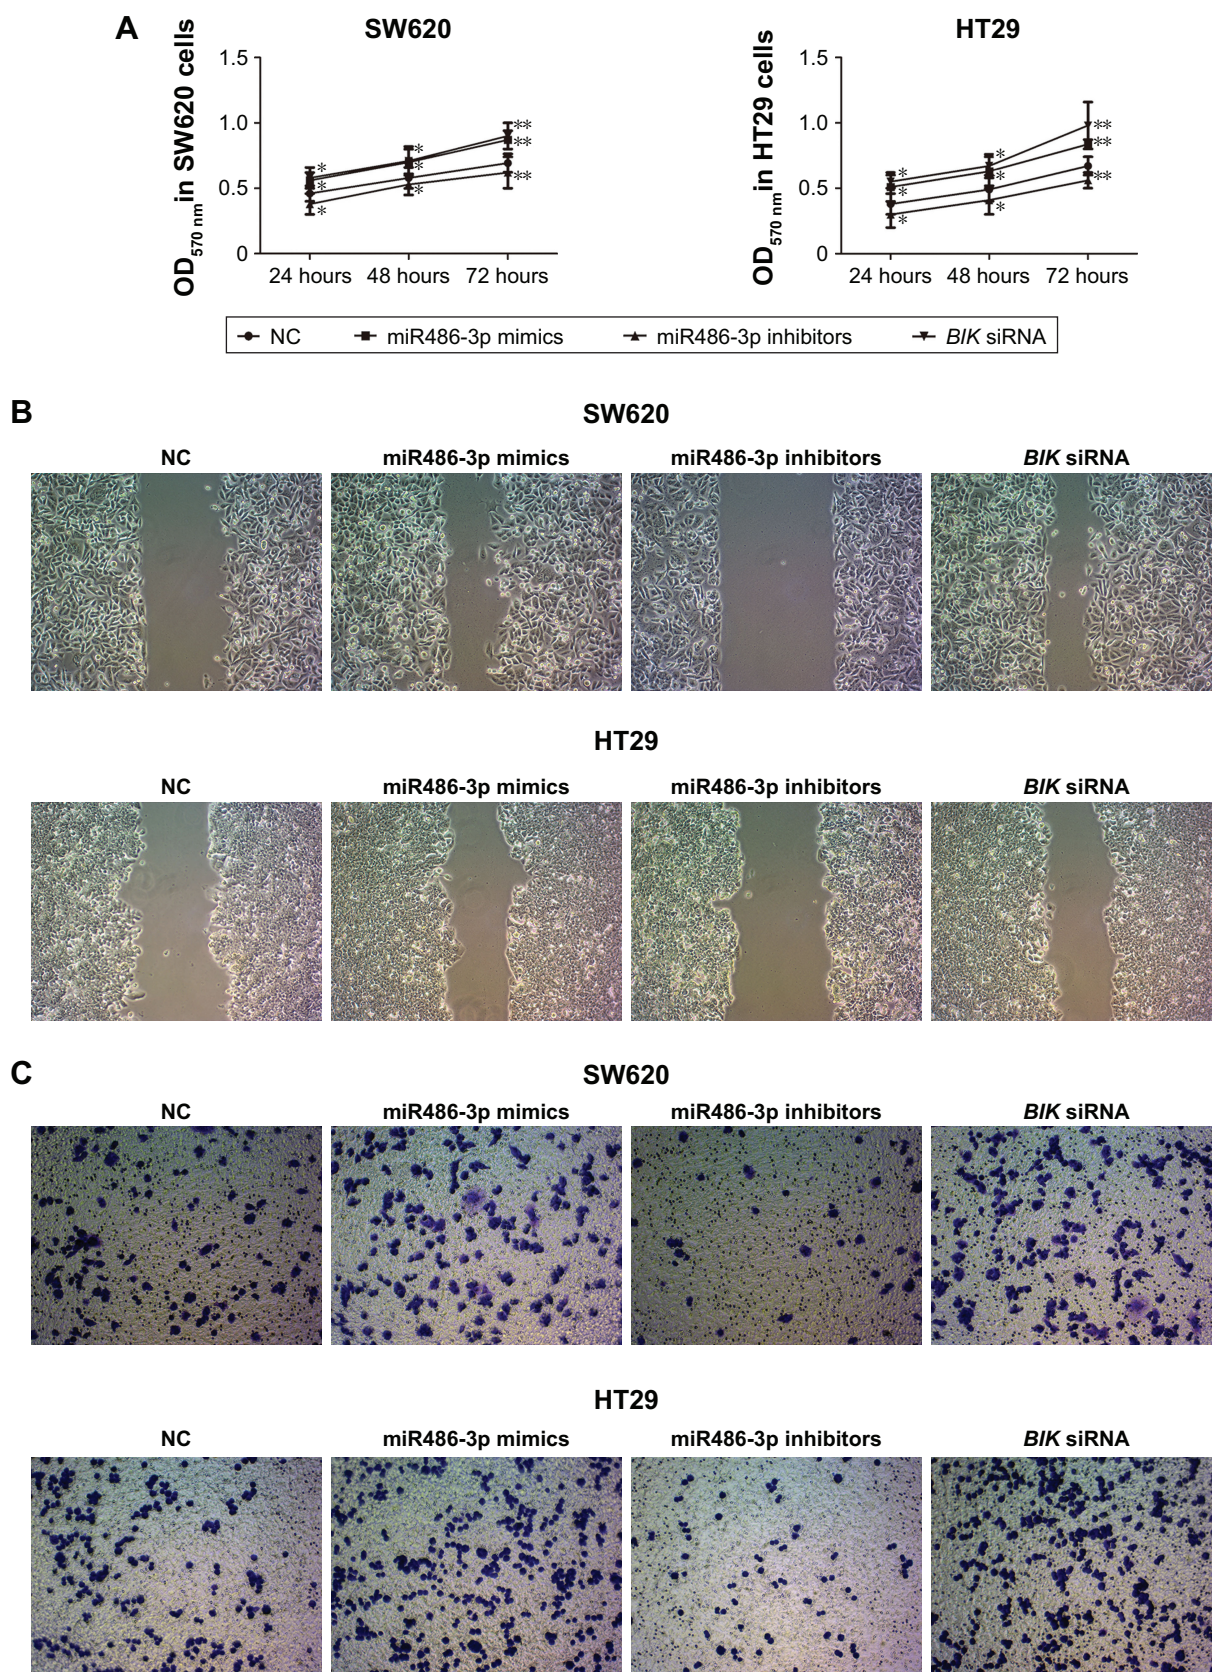 A
SW620
HT29
OD570 nm in SW620 cells
1.5
1.0
0.5
0
*
*
*
*
*
*
**
**
**
24 hours
48 hours
72 hours
OD570 nm in HT29 cells
1.5
1.0
0.5
0
*
*
*
*
*
*
**
**
**
24 hours
48 hours
72 hours
NC miR486-3p mimics miR486-3p inhibitors BIK siRNA
B
SW620
NC miR486-3p mimics miR486-3p inhibitors BIK siRNA
HT29
NC miR486-3p mimics miR486-3p inhibitors BIK siRNA
C
SW620
NC miR486-3p mimics miR486-3p inhibitors BIK siRNA
HT29
NC miR486-3p mimics miR486-3p inhibitors BIK siRNA